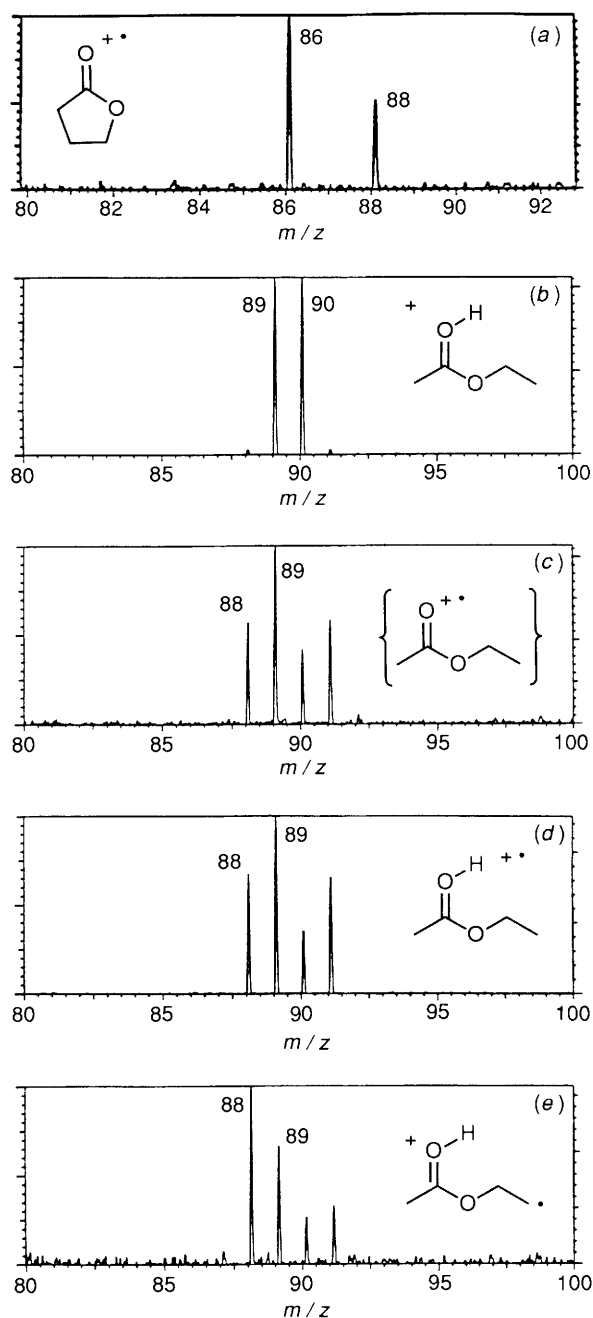 (a)
+ •
O
O
86
88
80 82 84 86 88 90 92
m / z
(b)
+
O H
O
89 90
80 85 90 95 100
m / z
(c)
+ •
O
O
88
89
80 85 90 95 100
m / z
(d)
H + •
O
O
88
89
80 85 90 95 100
m / z
(e)
+ H
O
O •
88
89
80 85 90 95 100
m / z